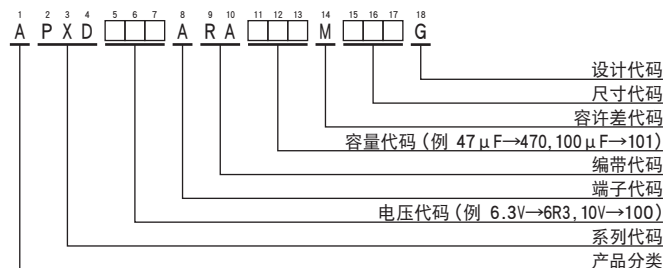 1 2 3 4 5 6 7 8 9 10 11 12 13 14 15 16 17 18
A P X D □□□ A R A □□□ M □□□ G
设计代码
尺寸代码
容许差代码
容量代码（例 47μF→470,100μF→101）
编带代码
端子代码
电压代码（例 6.3V→6R3,10V→100）
系列代码
产品分类